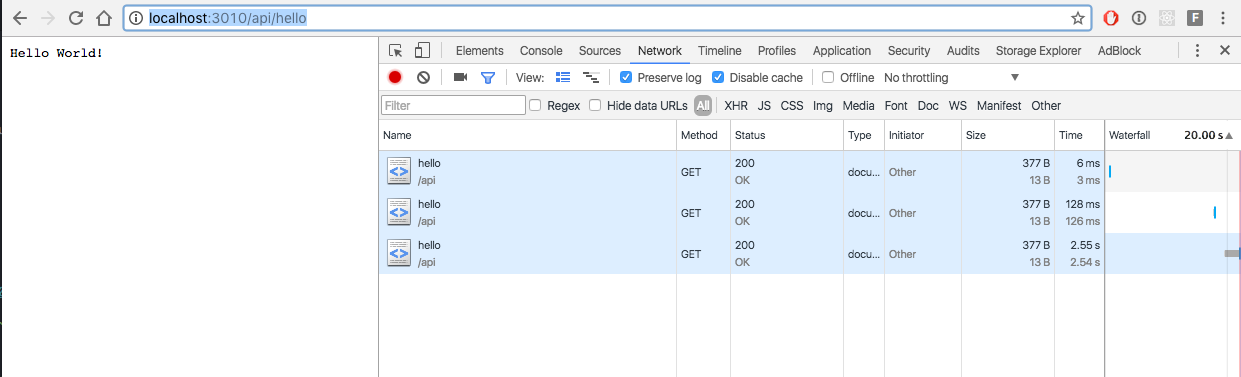 localhost:3010/api/hello
F
Hello World!
Elements Console Sources Network Timeline Profiles Application Security Audits Storage Explorer AdBlock
View: Preserve log Disable cache Offline No throttling
Filter Regex Hide data URLs All XHR JS CSS Img Media Font Doc WS Manifest Other
Name Method Status Type Initiator Size Time Waterfall 20.00 s
hello 200 377 B 6 ms
GET docu... Other
/api OK 13 B 3 ms
hello 200 377 B 128 ms
GET docu... Other
/api OK 13 B 126 ms
hello 200 377 B 2.55 s
GET docu... Other
/api OK 13 B 2.54 s